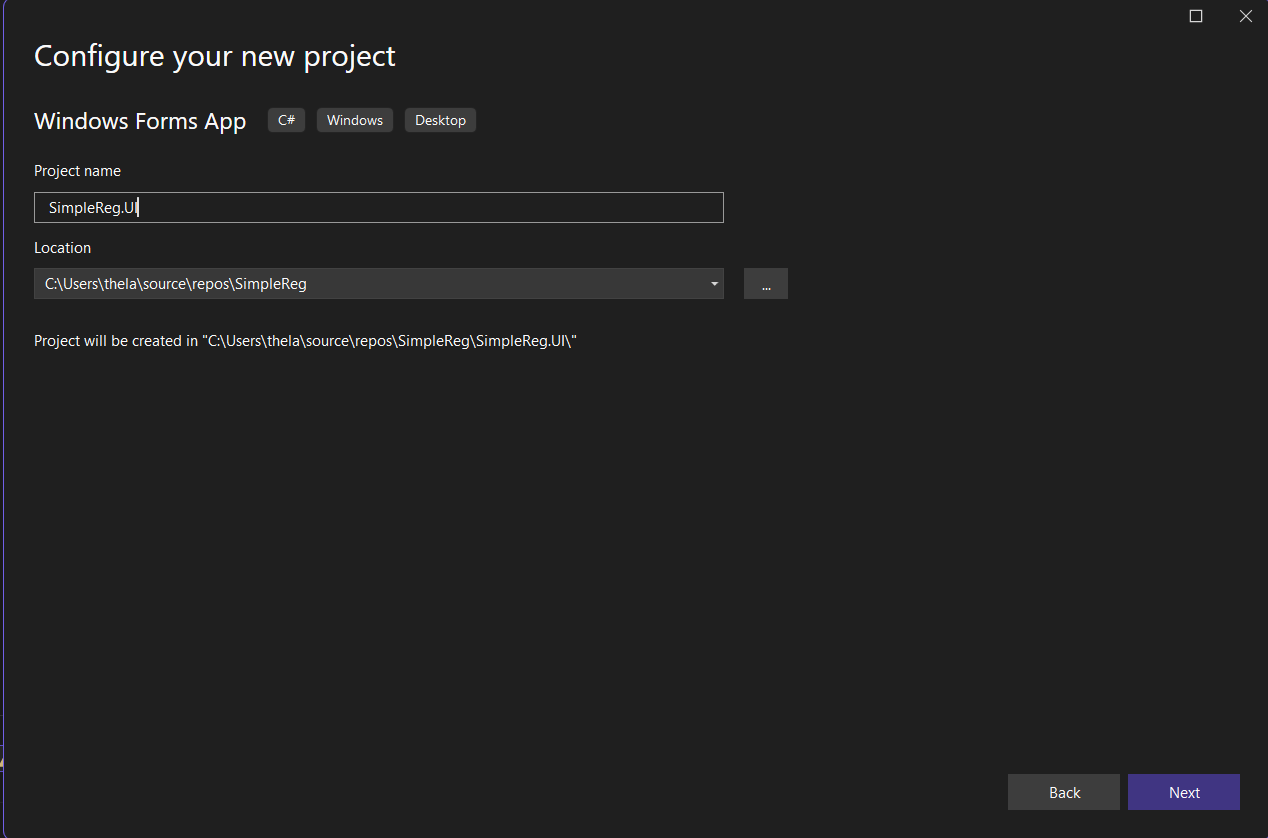 Configure your new project
Windows Forms App C# Windows Desktop
Project name
SimpleReg.UI
Location
C:\Users\thela\source\repos\SimpleReg
...
Project will be created in "C:\Users\thela\source\repos\SimpleReg\SimpleReg.UI\"
Back Next